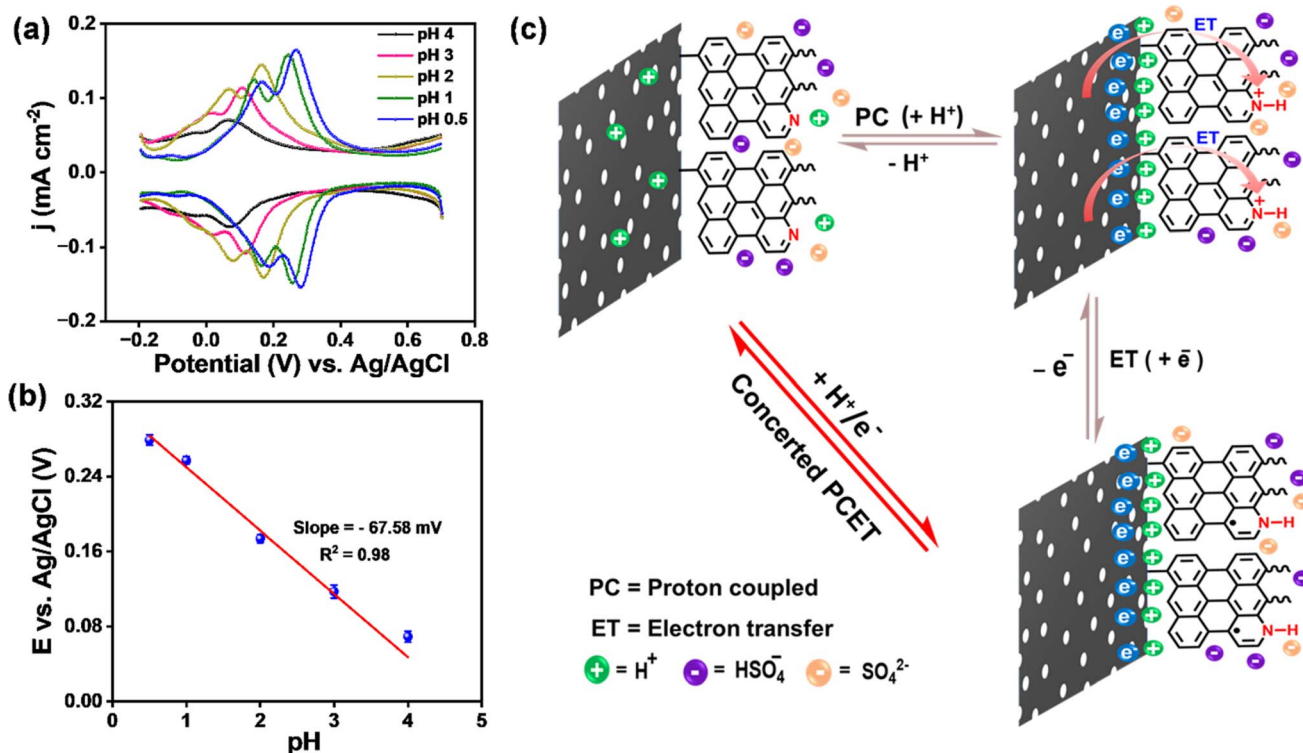 (a)
0.2
0.1
0.0
−0.1
−0.2
j (mA cm⁻²)
pH 4
pH 3
pH 2
pH 1
pH 0.5
−0.2 0.0 0.2 0.4 0.6 0.8
Potential (V) vs. Ag/AgCl
(b)
0.32
0.24
0.16
0.08
0.00
E vs. Ag/AgCl (V)
Slope = - 67.58 mV
R² = 0.98
0 1 2 3 4 5
pH
(c)
+
+
+
+
N
N
+
+
-
-
-
-
-
-
-
-
-
-
PC (+ H⁺)
- H⁺
e⁻ e⁻ e⁻ e⁻ e⁻ e⁻ e⁻ e⁻
+ + + + + + + + +
ET
N⁺–H
ET
N⁺–H
− e⁻
ET ( + e⁻)
+ H⁺/e⁻
Concerted PCET
e⁻ e⁻ e⁻ e⁻ e⁻ e⁻ e⁻ e⁻
+ + + + + + + + +
N–H
N–H
PC = Proton coupled
ET = Electron transfer
+ = H⁺ - = HSO₄⁻ - = SO₄²⁻